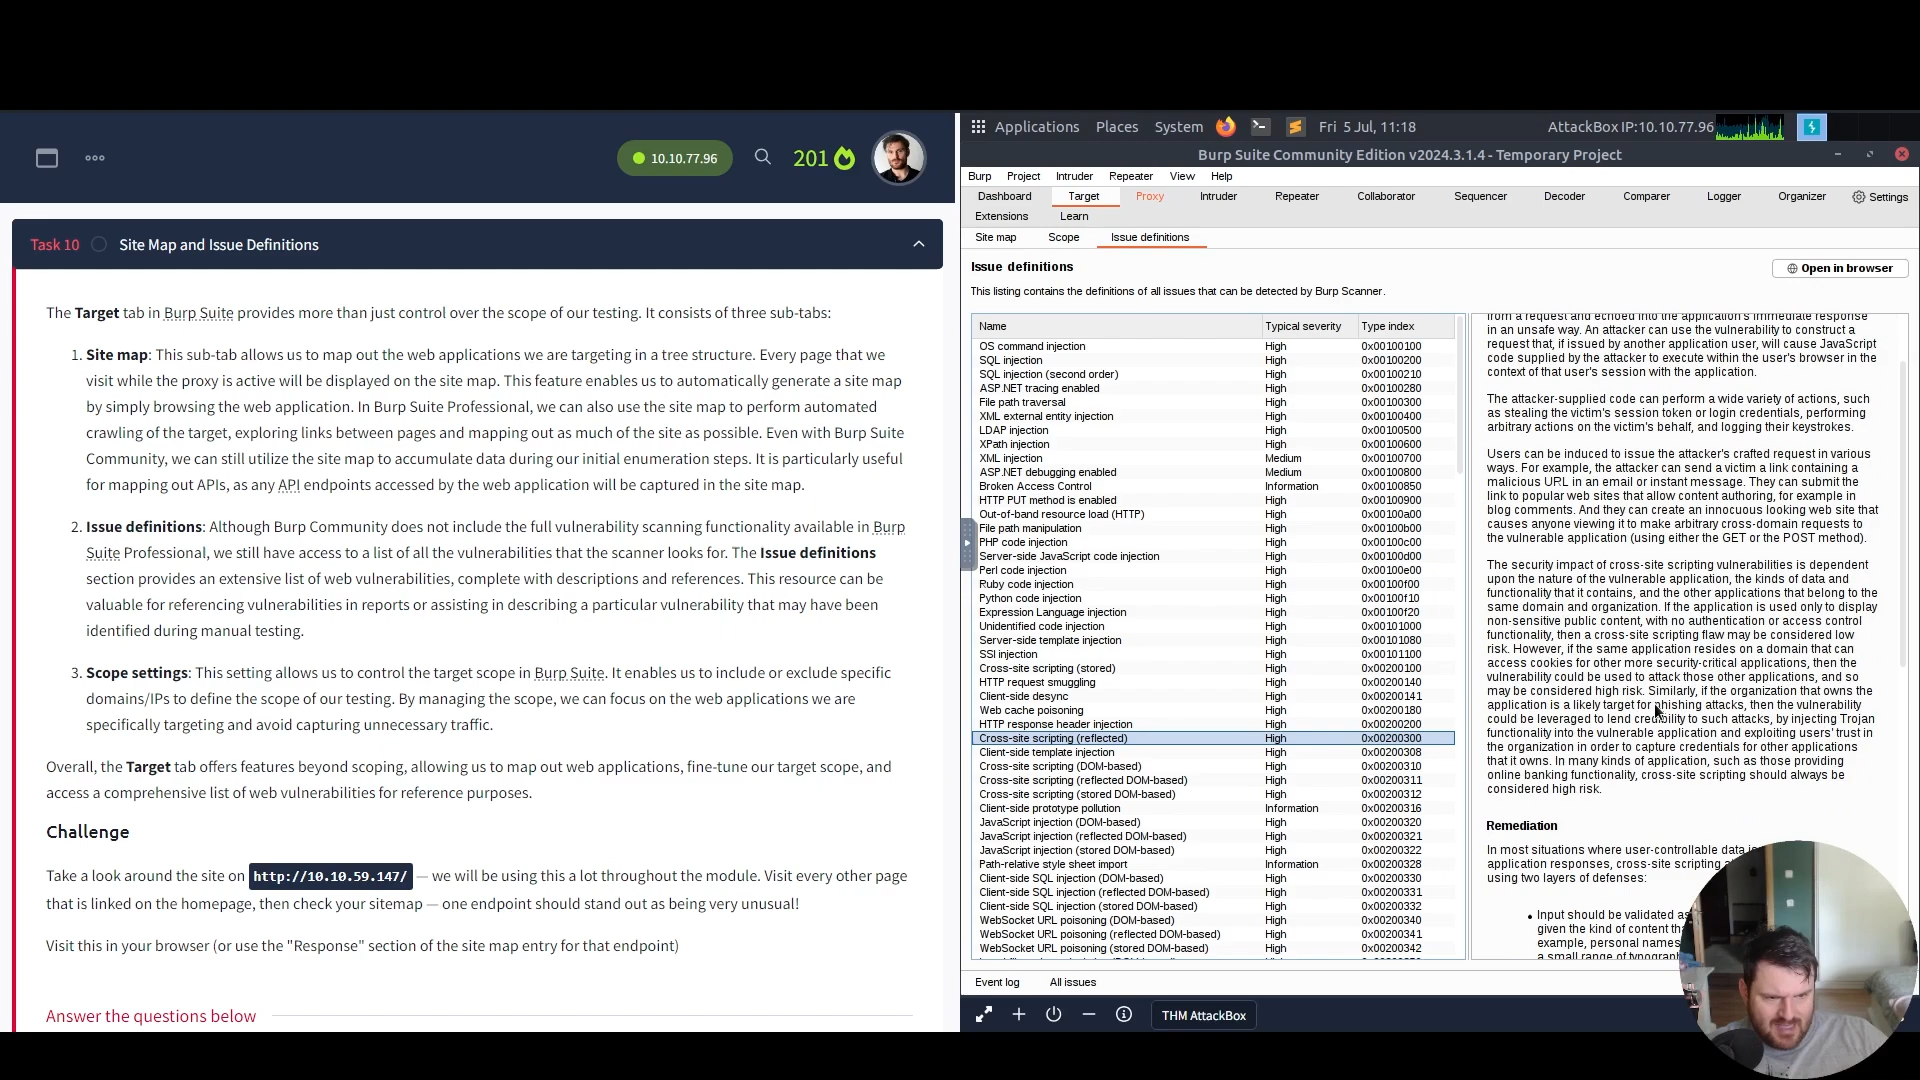 10.10.77.96
201
Task 10
Site Map and Issue Definitions
The Target tab in Burp Suite provides more than just control over the scope of our testing. It consists of three sub-tabs:
1. Site map: This sub-tab allows us to map out the web applications we are targeting in a tree structure. Every page that we
visit while the proxy is active will be displayed on the site map. This feature enables us to automatically generate a site map
by simply browsing the web application. In Burp Suite Professional, we can also use the site map to perform automated
crawling of the target, exploring links between pages and mapping out as much of the site as possible. Even with Burp Suite
Community, we can still utilize the site map to accumulate data during our initial enumeration steps. It is particularly useful
for mapping out APIs, as any API endpoints accessed by the web application will be captured in the site map.
2. Issue definitions: Although Burp Community does not include the full vulnerability scanning functionality available in Burp
Suite Professional, we still have access to a list of all the vulnerabilities that the scanner looks for. The Issue definitions
section provides an extensive list of web vulnerabilities, complete with descriptions and references. This resource can be
valuable for referencing vulnerabilities in reports or assisting in describing a particular vulnerability that may have been
identified during manual testing.
3. Scope settings: This setting allows us to control the target scope in Burp Suite. It enables us to include or exclude specific
domains/IPs to define the scope of our testing. By managing the scope, we can focus on the web applications we are
specifically targeting and avoid capturing unnecessary traffic.
Overall, the Target tab offers features beyond scoping, allowing us to map out web applications, fine-tune our target scope, and
access a comprehensive list of web vulnerabilities for reference purposes.
Challenge
Take a look around the site on http://10.10.59.147/ — we will be using this a lot throughout the module. Visit every other page
that is linked on the homepage, then check your sitemap — one endpoint should stand out as being very unusual!
Visit this in your browser (or use the "Response" section of the site map entry for that endpoint)
Answer the questions below
Applications Places System Fri 5 Jul, 11:18 AttackBox IP:10.10.77.96
Burp Suite Community Edition v2024.3.1.4 - Temporary Project
Burp Project Intruder Repeater View Help
Dashboard Target Proxy Intruder Repeater Collaborator Sequencer Decoder Comparer Logger Organizer Settings
Extensions Learn
Site map Scope Issue definitions
Issue definitions
Open in browser
This listing contains the definitions of all issues that can be detected by Burp Scanner.
Name Typical severity Type index
OS command injection High 0x00100100
SQL injection High 0x00100200
SQL injection (second order) High 0x00100210
ASP.NET tracing enabled High 0x00100280
File path traversal High 0x00100300
XML external entity injection High 0x00100400
LDAP injection High 0x00100500
XPath injection High 0x00100600
XML injection Medium 0x00100700
ASP.NET debugging enabled Medium 0x00100800
Broken Access Control Information 0x00100850
HTTP PUT method is enabled High 0x00100900
Out-of-band resource load (HTTP) High 0x00100a00
File path manipulation High 0x00100b00
PHP code injection High 0x00100c00
Server-side JavaScript code injection High 0x00100d00
Perl code injection High 0x00100e00
Ruby code injection High 0x00100f00
Python code injection High 0x00100f10
Expression Language injection High 0x00100f20
Unidentified code injection High 0x00101000
Server-side template injection High 0x00101080
SSI injection High 0x00101100
Cross-site scripting (stored) High 0x00200100
HTTP request smuggling High 0x00200140
Client-side desync High 0x00200141
Web cache poisoning High 0x00200180
HTTP response header injection High 0x00200200
Cross-site scripting (reflected) High 0x00200300
Client-side template injection High 0x00200308
Cross-site scripting (DOM-based) High 0x00200310
Cross-site scripting (reflected DOM-based) High 0x00200311
Cross-site scripting (stored DOM-based) High 0x00200312
Client-side prototype pollution Information 0x00200316
JavaScript injection (DOM-based) High 0x00200320
JavaScript injection (reflected DOM-based) High 0x00200321
JavaScript injection (stored DOM-based) High 0x00200322
Path-relative style sheet import Information 0x00200328
Client-side SQL injection (DOM-based) High 0x00200330
Client-side SQL injection (reflected DOM-based) High 0x00200331
Client-side SQL injection (stored DOM-based) High 0x00200332
WebSocket URL poisoning (DOM-based) High 0x00200340
WebSocket URL poisoning (reflected DOM-based) High 0x00200341
WebSocket URL poisoning (stored DOM-based) High 0x00200342
from a request and echoed into the application's immediate response
in an unsafe way. An attacker can use the vulnerability to construct a
request that, if issued by another application user, will cause JavaScript
code supplied by the attacker to execute within the user's browser in the
context of that user's session with the application.
The attacker-supplied code can perform a wide variety of actions, such
as stealing the victim's session token or login credentials, performing
arbitrary actions on the victim's behalf, and logging their keystrokes.
Users can be induced to issue the attacker's crafted request in various
ways. For example, the attacker can send a victim a link containing a
malicious URL in an email or instant message. They can submit the
link to popular web sites that allow content authoring, for example in
blog comments. And they can create an innocuous looking web site that
causes anyone viewing it to make arbitrary cross-domain requests to
the vulnerable application (using either the GET or the POST method).
The security impact of cross-site scripting vulnerabilities is dependent
upon the nature of the vulnerable application, the kinds of data and
functionality that it contains, and the other applications that belong to the
same domain and organization. If the application is used only to display
non-sensitive public content, with no authentication or access control
functionality, then a cross-site scripting flaw may be considered low
risk. However, if the same application resides on a domain that can
access cookies for other more security-critical applications, then the
vulnerability could be used to attack those other applications, and so
may be considered high risk. Similarly, if the organization that owns the
application is a likely target for phishing attacks, then the vulnerability
could be leveraged to lend credibility to such attacks, by injecting Trojan
functionality into the vulnerable application and exploiting users' trust in
the organization in order to capture credentials for other applications
that it owns. In many kinds of application, such as those providing
online banking functionality, cross-site scripting should always be
considered high risk.
Remediation
In most situations where user-controllable data
application responses, cross-site scripting
using two layers of defenses:
• Input should be validated as
given the kind of content
example, personal names
a small range of
Event log All issues
THM AttackBox